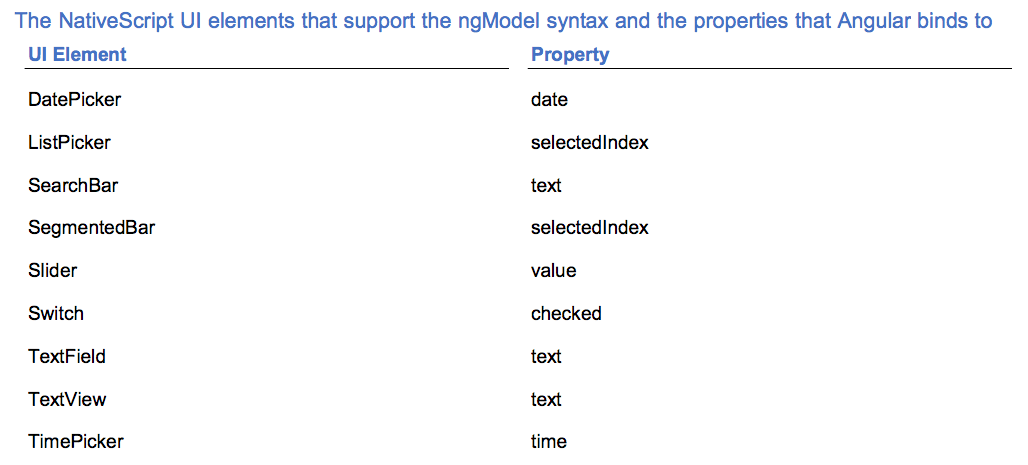 The NativeScript UI elements that support the ngModel syntax and the properties that Angular binds to
UI Element Property
DatePicker date
ListPicker selectedIndex
SearchBar text
SegmentedBar selectedIndex
Slider value
Switch checked
TextField text
TextView text
TimePicker time